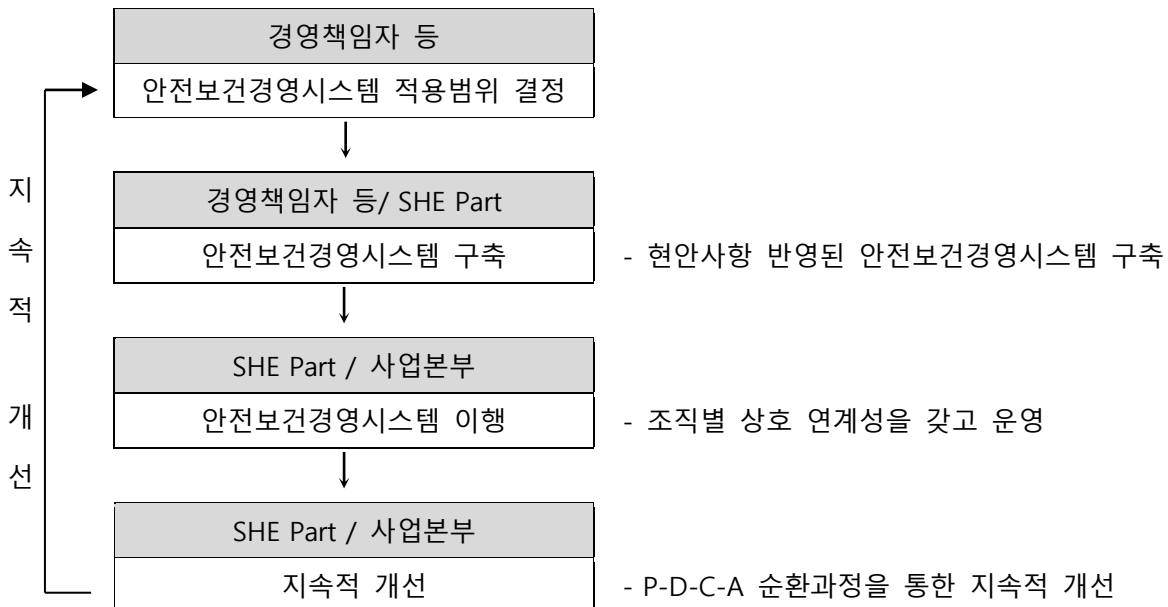 경영책임자 등
안전보건경영시스템 적용범위 결정
경영책임자 등/ SHE Part
안전보건경영시스템 구축
- 현안사항 반영된 안전보건경영시스템 구축
SHE Part / 사업본부
안전보건경영시스템 이행
- 조직별 상호 연계성을 갖고 운영
SHE Part / 사업본부
지속적 개선
- P-D-C-A 순환과정을 통한 지속적 개선
지속적 개선